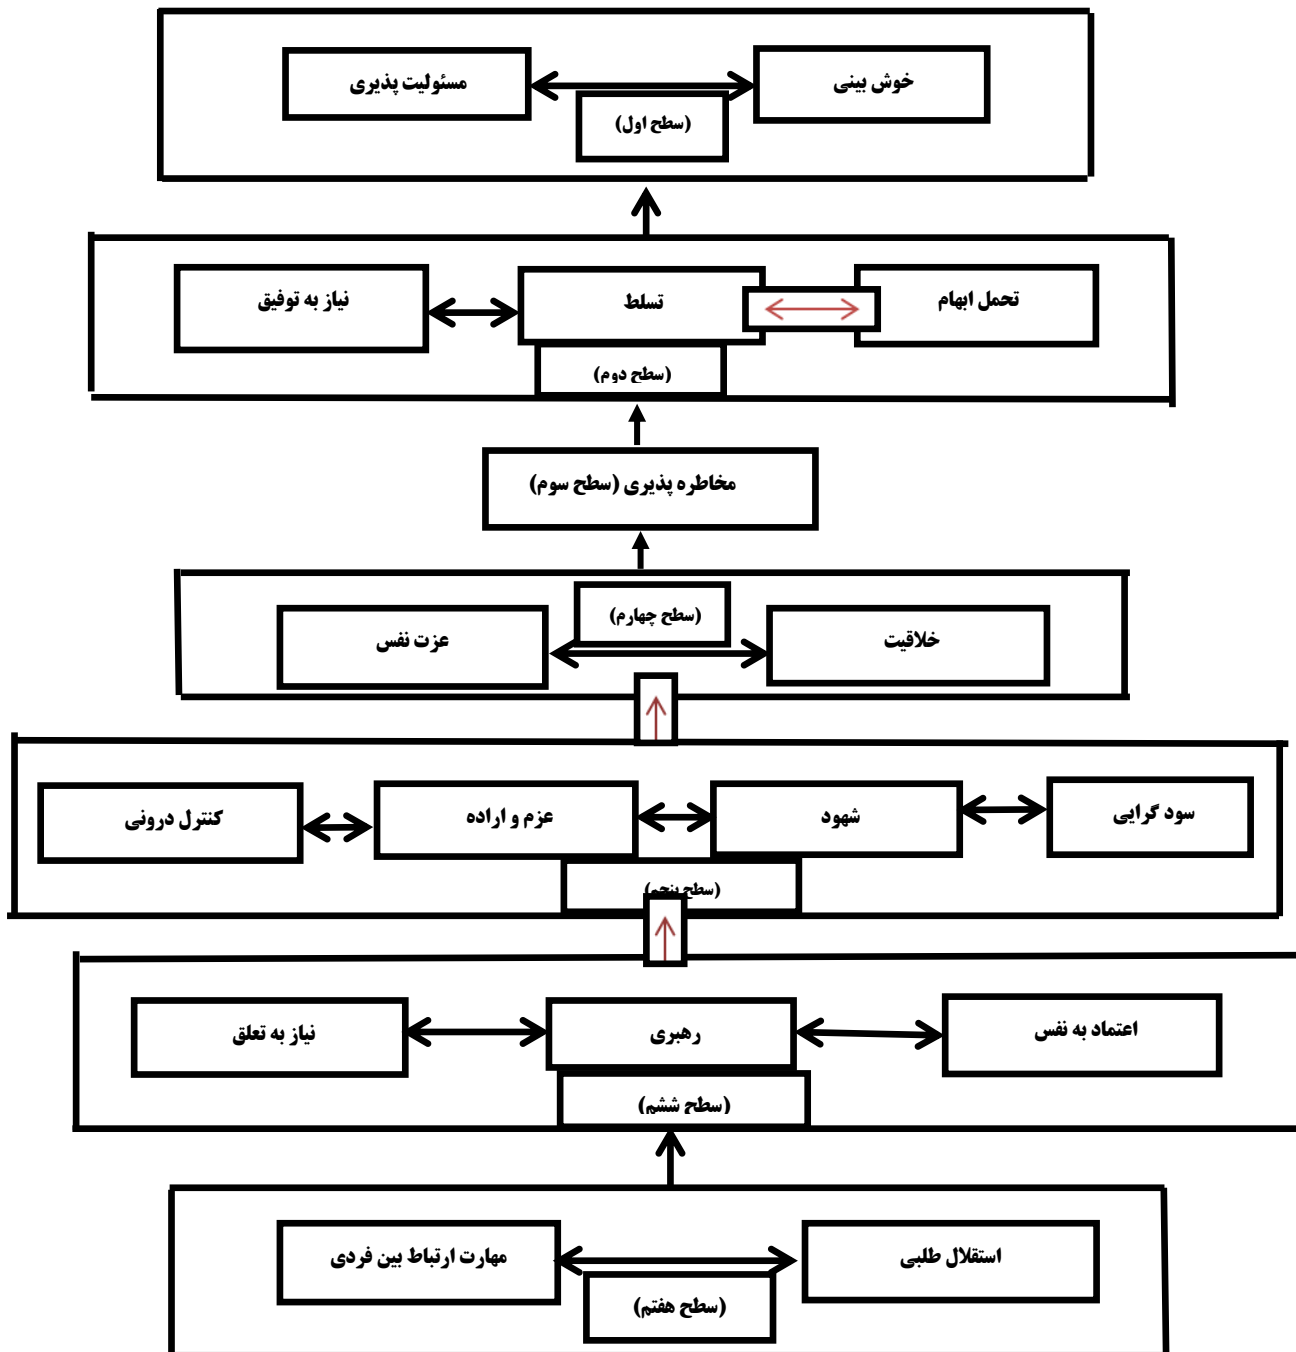 خوش بینی
مسئولیت پذیری
(سطح اول)
تحمل ابهام
تسلط
نیاز به توفیق
(سطح دوم)
مخاطره پذیری (سطح سوم)
(سطح چهارم)
خلاقیت
عزت نفس
سود گرایی
شهود
عزم و اراده
کنترل درونی
(سطح پنجم)
اعتماد به نفس
رهبری
نیاز به تعلق
(سطح ششم)
استقلال طلبی
مهارت ارتباط بین فردی
(سطح هفتم)